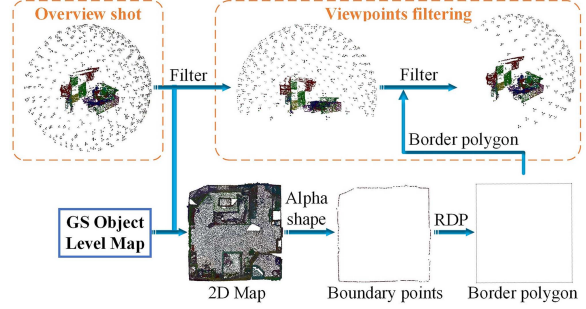 Overview shot
Viewpoints filtering
Filter
Filter
Border polygon
GS Object
Level Map
Alpha
shape
RDP
2D Map
Boundary points
Border polygon